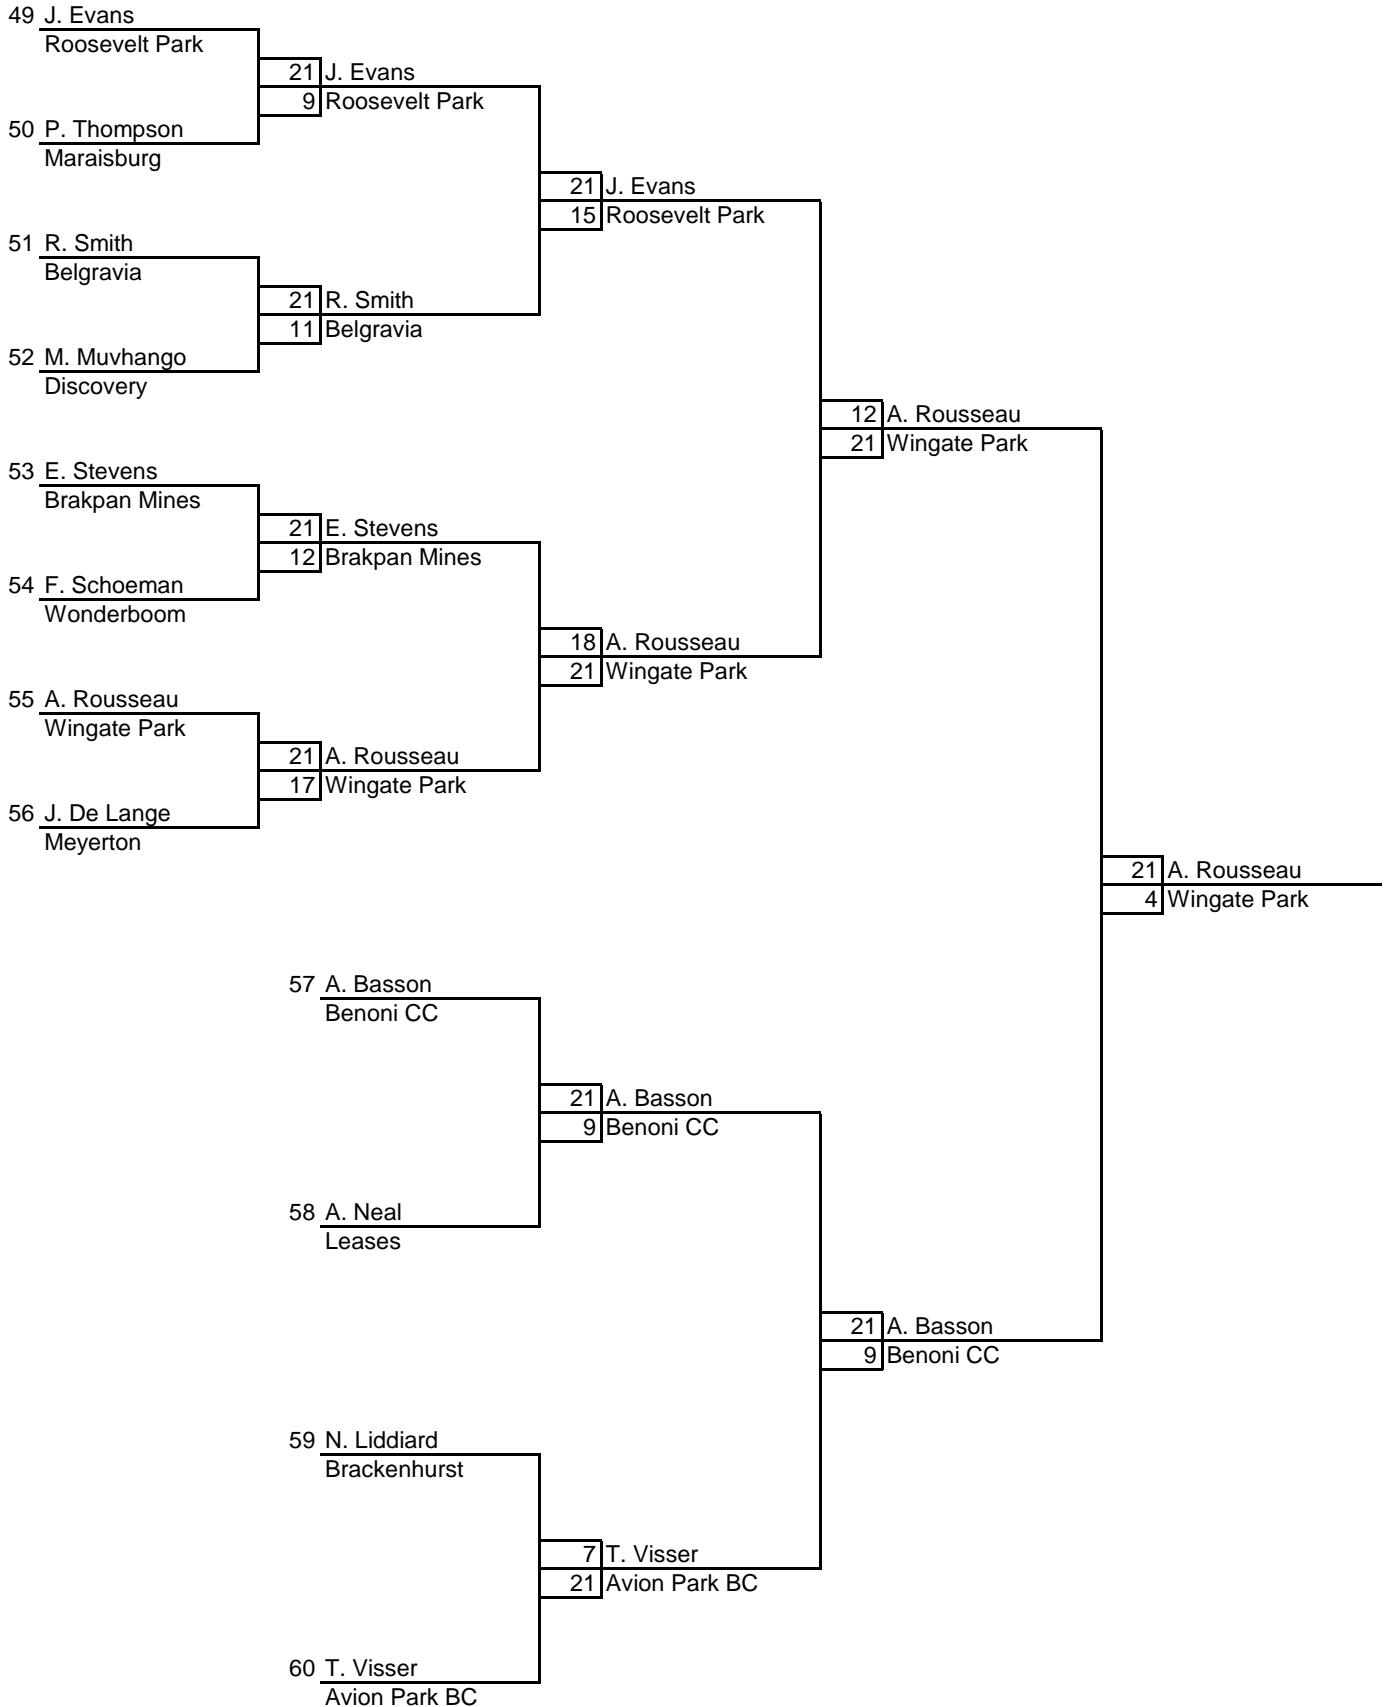 49 J. Evans
Roosevelt Park
21 J. Evans
9 Roosevelt Park
50 P. Thompson
Maraisburg
21 J. Evans
15 Roosevelt Park
51 R. Smith
Belgravia
21 R. Smith
11 Belgravia
52 M. Muvhango
Discovery
12 A. Rousseau
21 Wingate Park
53 E. Stevens
Brakpan Mines
21 E. Stevens
12 Brakpan Mines
54 F. Schoeman
Wonderboom
18 A. Rousseau
21 Wingate Park
55 A. Rousseau
Wingate Park
21 A. Rousseau
17 Wingate Park
56 J. De Lange
Meyerton
21 A. Rousseau
4 Wingate Park
57 A. Basson
Benoni CC
21 A. Basson
9 Benoni CC
58 A. Neal
Leases
21 A. Basson
9 Benoni CC
59 N. Liddiard
Brackenhurst
7 T. Visser
21 Avion Park BC
60 T. Visser
Avion Park BC